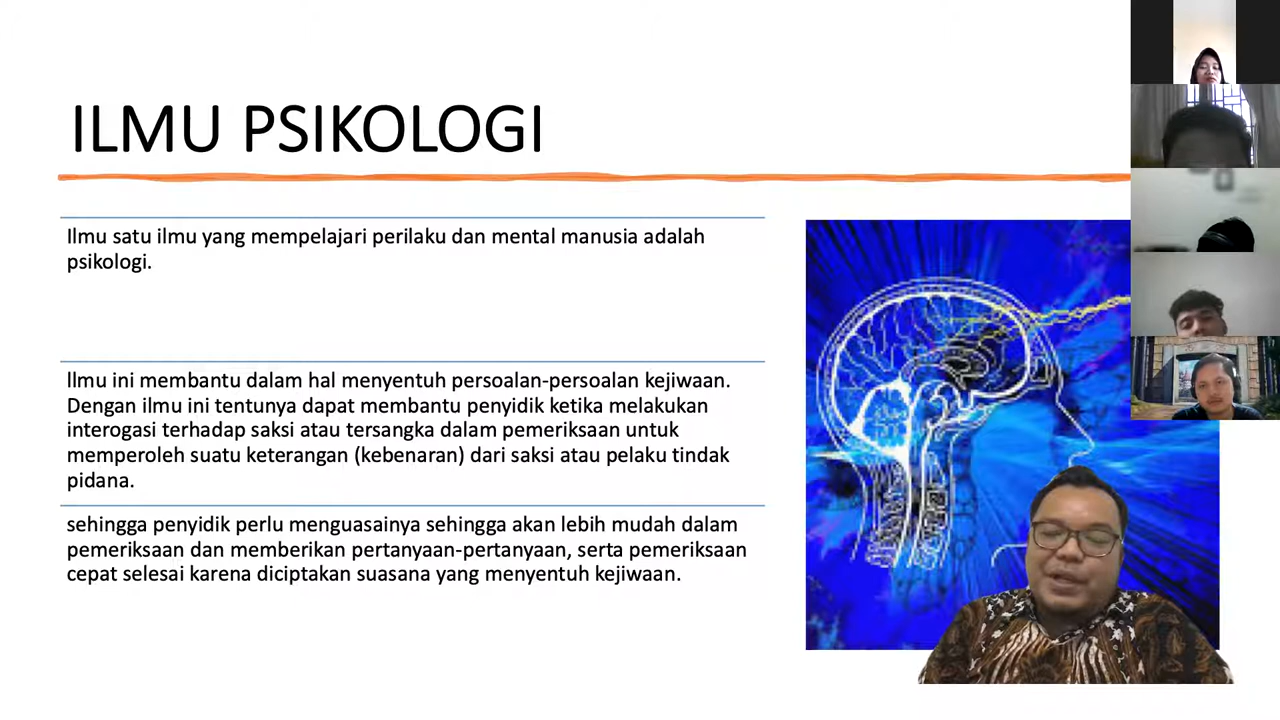 ILMU PSIKOLOGI
Ilmu satu ilmu yang mempelajari perilaku dan mental manusia adalah
psikologi.
Ilmu ini membantu dalam hal menyentuh persoalan-persoalan kejiwaan.
Dengan ilmu ini tentunya dapat membantu penyidik ketika melakukan
interogasi terhadap saksi atau tersangka dalam pemeriksaan untuk
memperoleh suatu keterangan (kebenaran) dari saksi atau pelaku tindak
pidana.
sehingga penyidik perlu menguasainya sehingga akan lebih mudah dalam
pemeriksaan dan memberikan pertanyaan-pertanyaan, serta pemeriksaan
cepat selesai karena diciptakan suasana yang menyentuh kejiwaan.